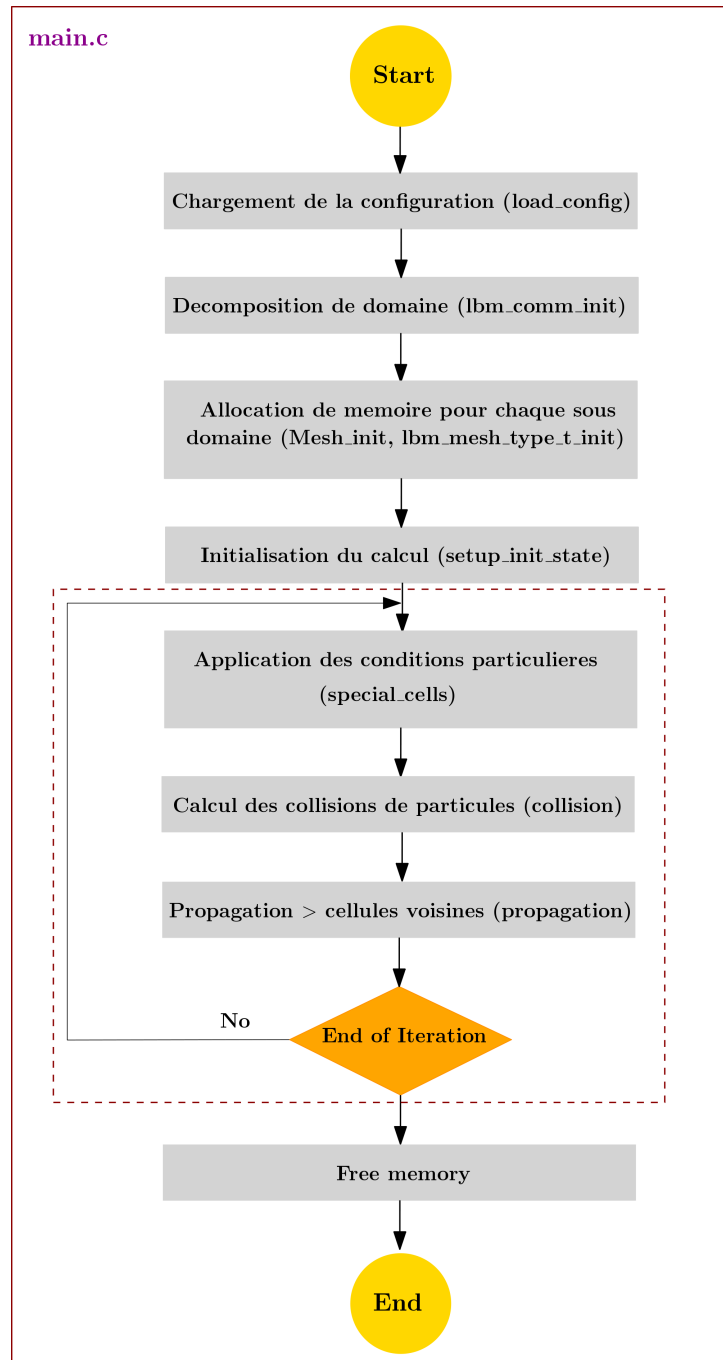 main.c
Start
Chargement de la configuration (load_config)
Decomposition de domaine (lbm_comm_init)
Allocation de memoire pour chaque sous
domaine (Mesh_init, lbm_mesh_type_t_init)
Initialisation du calcul (setup_init_state)
Application des conditions particulieres
(special_cells)
Calcul des collisions de particules (collision)
Propagation > cellules voisines (propagation)
No
End of Iteration
Free memory
End